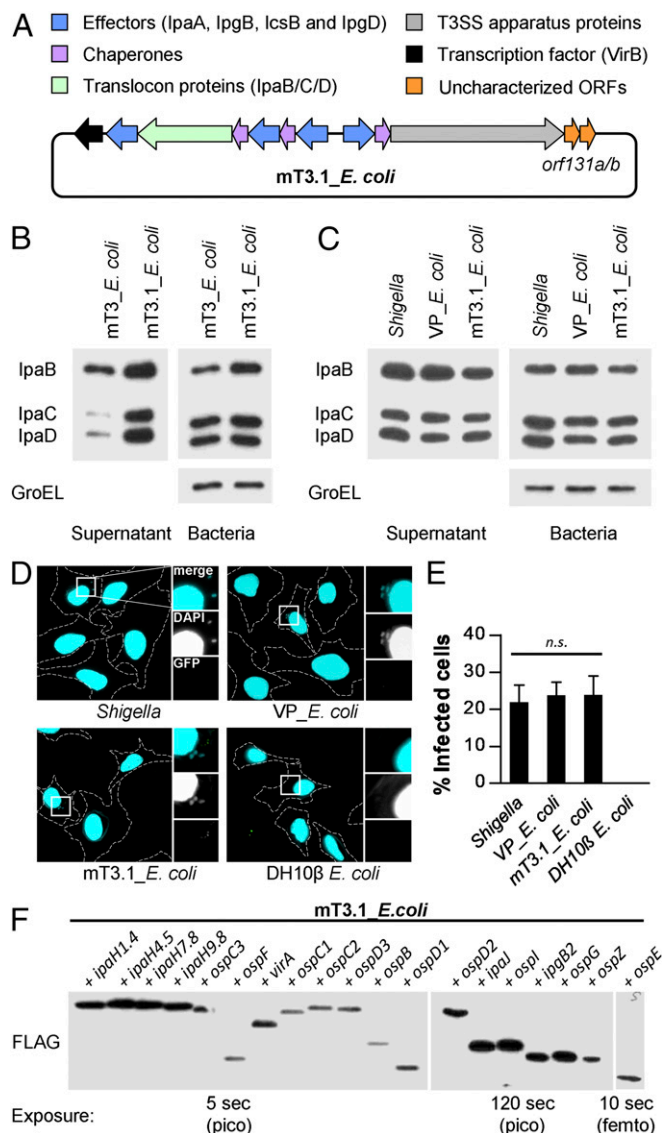 A
Effectors (IpaA, IpgB, IcsB and IpgD)
Chaperones
Translocon proteins (IpaB/C/D)
T3SS apparatus proteins
Transcription factor (VirB)
Uncharacterized ORFs
orf131a/b
mT3.1_E. coli
B
mT3_E. coli
mT3.1_E. coli
mT3_E. coli
mT3.1_E. coli
IpaB
IpaC
IpaD
GroEL
Supernatant Bacteria
C
Shigella
VP_E. coli
mT3.1_E. coli
Shigella
VP_E. coli
mT3.1_E. coli
IpaB
IpaC
IpaD
GroEL
Supernatant Bacteria
D
merge
DAPI
GFP
Shigella
VP_E. coli
mT3.1_E. coli
DH10ß E. coli
E
% Infected cells
40
30
20
10
0
n.s.
Shigella
VP_E. coli
mT3.1_E. coli
DH10ß E. coli
F
mT3.1_E.coli
+ ipaH1.4
+ ipaH4.5
+ ipaH7.8
+ ipaH9.8
+ ospC3
+ ospF
+ virA
+ ospC1
+ ospC2
+ ospD3
+ ospB
+ ospD1
+ ospD2
+ ipaJ
+ ospI
+ ipgB2
+ ospG
+ ospZ
+ ospE
FLAG
Exposure:
5 sec
(pico)
120 sec
(pico)
10 sec
(femto)